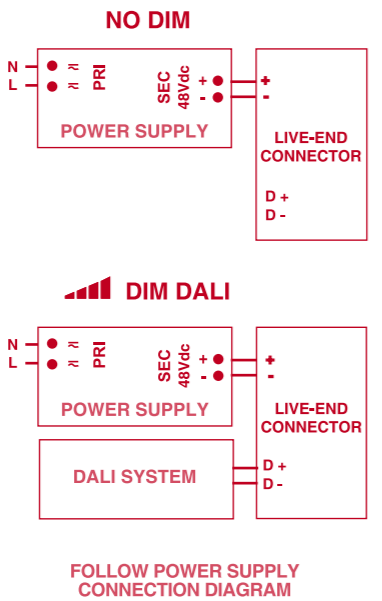 NO DIM
N
L
≂ PRI
≂
SEC
48Vdc
+
-
POWER SUPPLY
+
-
LIVE-END
CONNECTOR
D +
D -
DIM DALI
N
L
≂ PRI
≂
SEC
48Vdc
+
-
POWER SUPPLY
+
-
LIVE-END
CONNECTOR
DALI SYSTEM
D +
D -
FOLLOW POWER SUPPLY
CONNECTION DIAGRAM